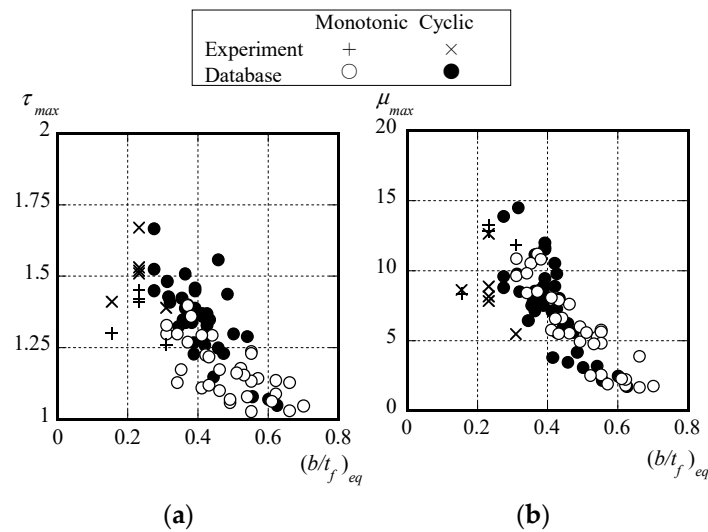 Monotonic Cyclic
Experiment + ×
Database ○ ●
τmax
μmax
2
1.75
1.5
1.25
1
0 0.2 0.4 0.6 0.8
(b/tf)eq
20
15
10
5
0
0 0.2 0.4 0.6 0.8
(b/tf)eq
(a)
(b)